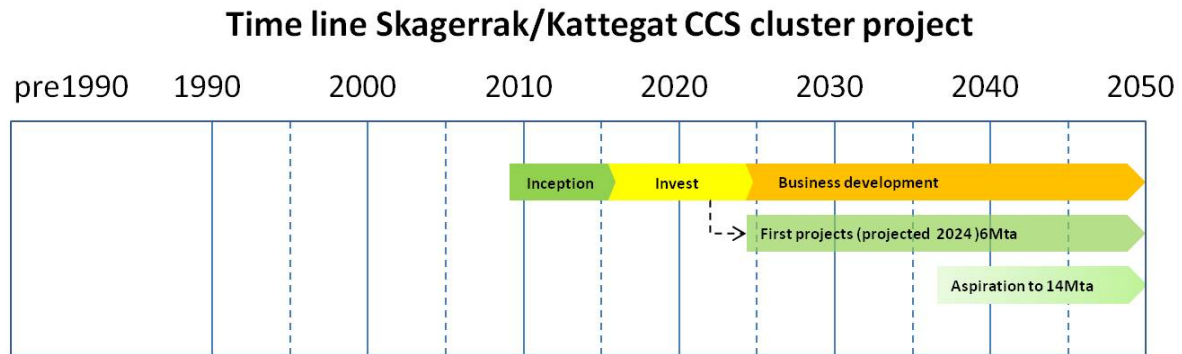 Time line Skagerrak/Kattegat CCS cluster project
pre1990 1990 2000 2010 2020 2030 2040 2050
Inception Invest Business development
First projects (projected 2024 )6Mta
Aspiration to 14Mta